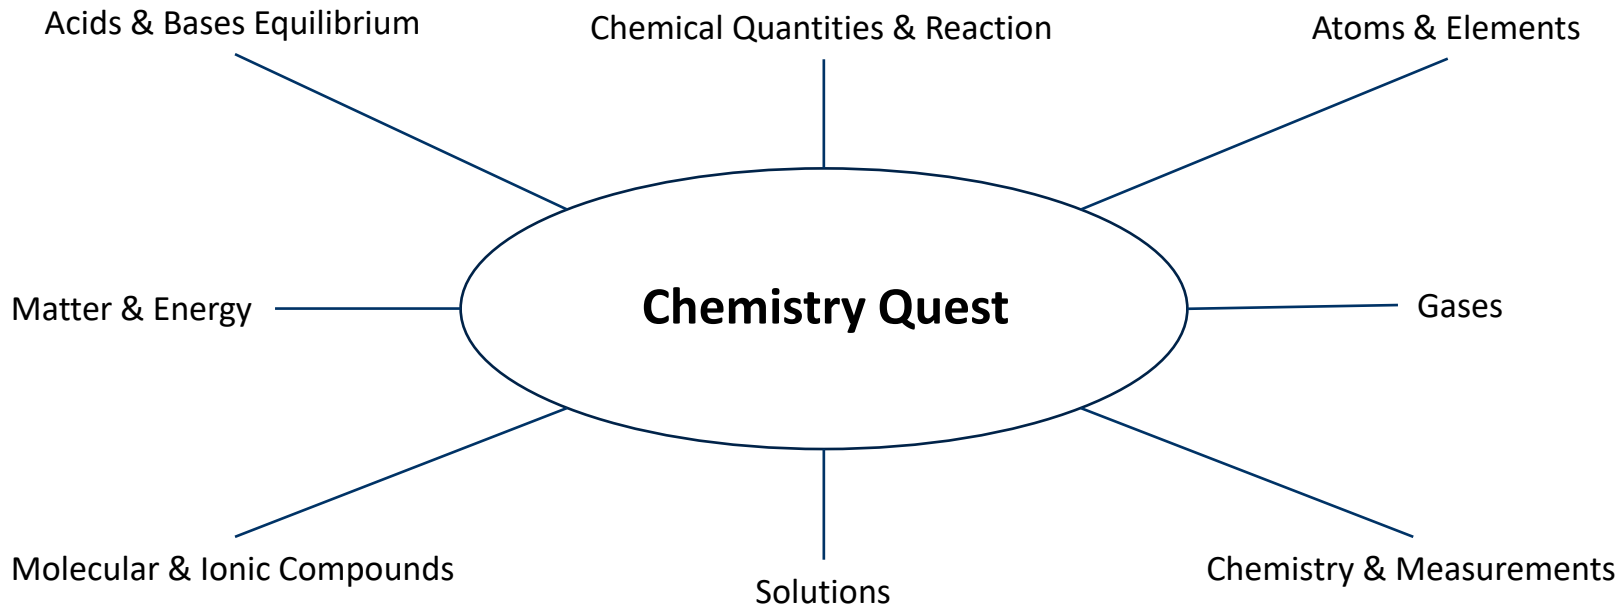 Acids & Bases Equilibrium
Chemical Quantities & Reaction
Atoms & Elements
Matter & Energy
Chemistry Quest
Gases
Molecular & Ionic Compounds
Solutions
Chemistry & Measurements